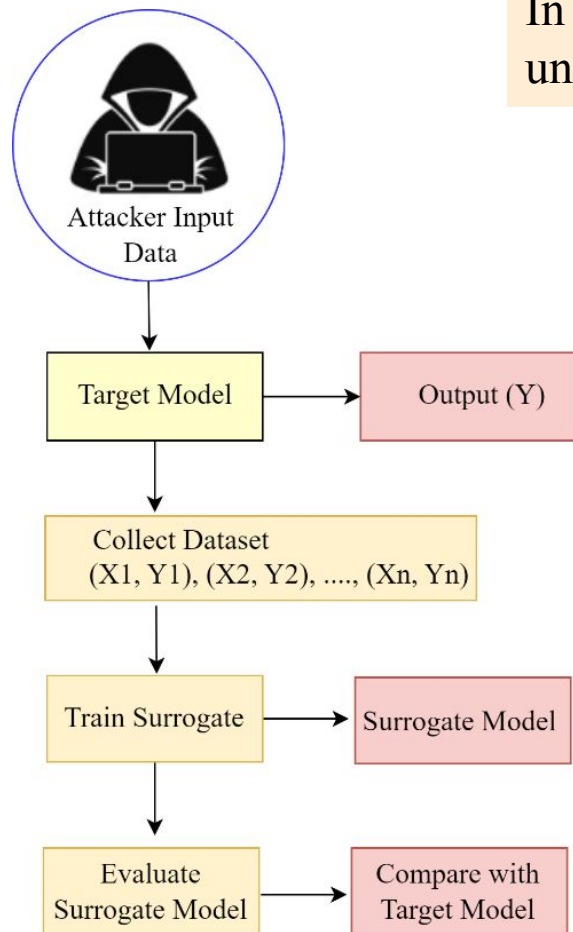 In
Attacker Input
Data
Target Model
Output (Y)
Collect Dataset
(X1, Y1), (X2, Y2), ...., (Xn, Yn)
Train Surrogate
Surrogate Model
Evaluate
Surrogate Model
Compare with
Target Model